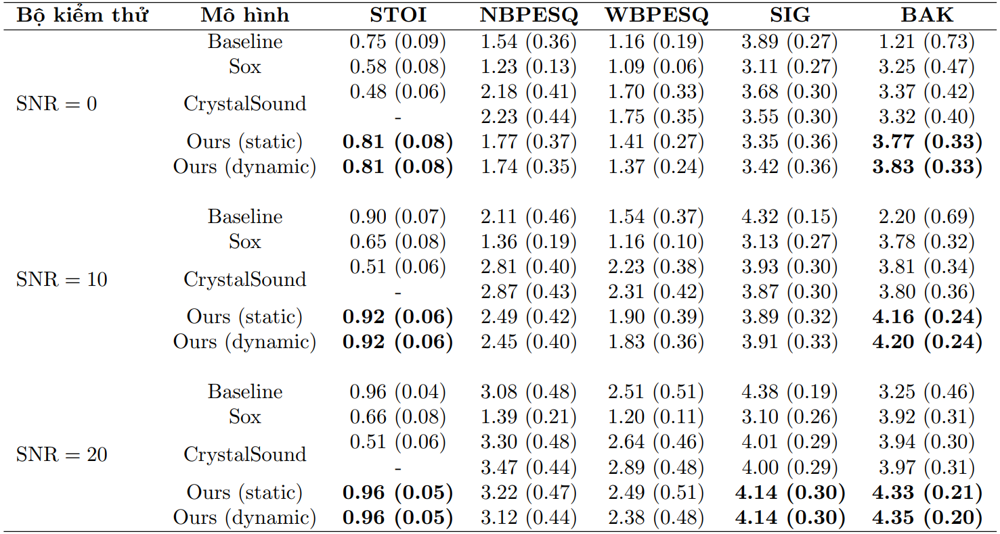 Bộ kiểm thử Mô hình STOI NBPESQ WBPESQ SIG BAK
Baseline 0.75 (0.09) 1.54 (0.36) 1.16 (0.19) 3.89 (0.27) 1.21 (0.73)
Sox 0.58 (0.08) 1.23 (0.13) 1.09 (0.06) 3.11 (0.27) 3.25 (0.47)
0.48 (0.06) 2.18 (0.41) 1.70 (0.33) 3.68 (0.30) 3.37 (0.42)
SNR = 0 CrystalSound
- 2.23 (0.44) 1.75 (0.35) 3.55 (0.30) 3.32 (0.40)
Ours (static) 0.81 (0.08) 1.77 (0.37) 1.41 (0.27) 3.35 (0.36) 3.77 (0.33)
Ours (dynamic) 0.81 (0.08) 1.74 (0.35) 1.37 (0.24) 3.42 (0.36) 3.83 (0.33)
Baseline 0.90 (0.07) 2.11 (0.46) 1.54 (0.37) 4.32 (0.15) 2.20 (0.69)
Sox 0.65 (0.08) 1.36 (0.19) 1.16 (0.10) 3.13 (0.27) 3.78 (0.32)
0.51 (0.06) 2.81 (0.40) 2.23 (0.38) 3.93 (0.30) 3.81 (0.34)
SNR = 10 CrystalSound
- 2.87 (0.43) 2.31 (0.42) 3.87 (0.30) 3.80 (0.36)
Ours (static) 0.92 (0.06) 2.49 (0.42) 1.90 (0.39) 3.89 (0.32) 4.16 (0.24)
Ours (dynamic) 0.92 (0.06) 2.45 (0.40) 1.83 (0.36) 3.91 (0.33) 4.20 (0.24)
Baseline 0.96 (0.04) 3.08 (0.48) 2.51 (0.51) 4.38 (0.19) 3.25 (0.46)
Sox 0.66 (0.08) 1.39 (0.21) 1.20 (0.11) 3.10 (0.26) 3.92 (0.31)
0.51 (0.06) 3.30 (0.48) 2.64 (0.46) 4.01 (0.29) 3.94 (0.30)
SNR = 20 CrystalSound
- 3.47 (0.44) 2.89 (0.48) 4.00 (0.29) 3.97 (0.31)
Ours (static) 0.96 (0.05) 3.22 (0.47) 2.49 (0.51) 4.14 (0.30) 4.33 (0.21)
Ours (dynamic) 0.96 (0.05) 3.12 (0.44) 2.38 (0.48) 4.14 (0.30) 4.35 (0.20)